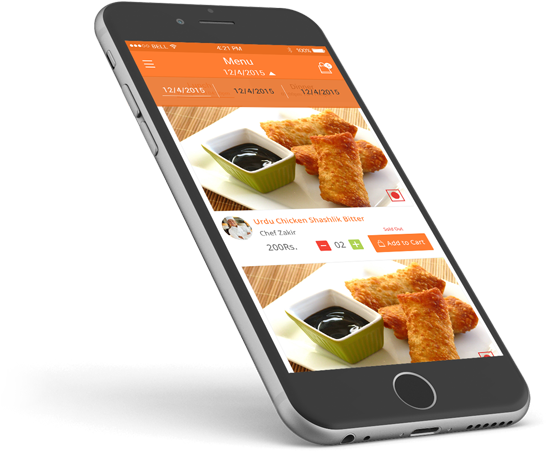 BELL 4:21 PM 100%
Menu
12/4/2015
12/4/2015 12/4/2015 12/4/2015
Urdu Chicken Shashlik Bitter
Chef Zakir
Sold Out
200Rs. 02 Add to Cart